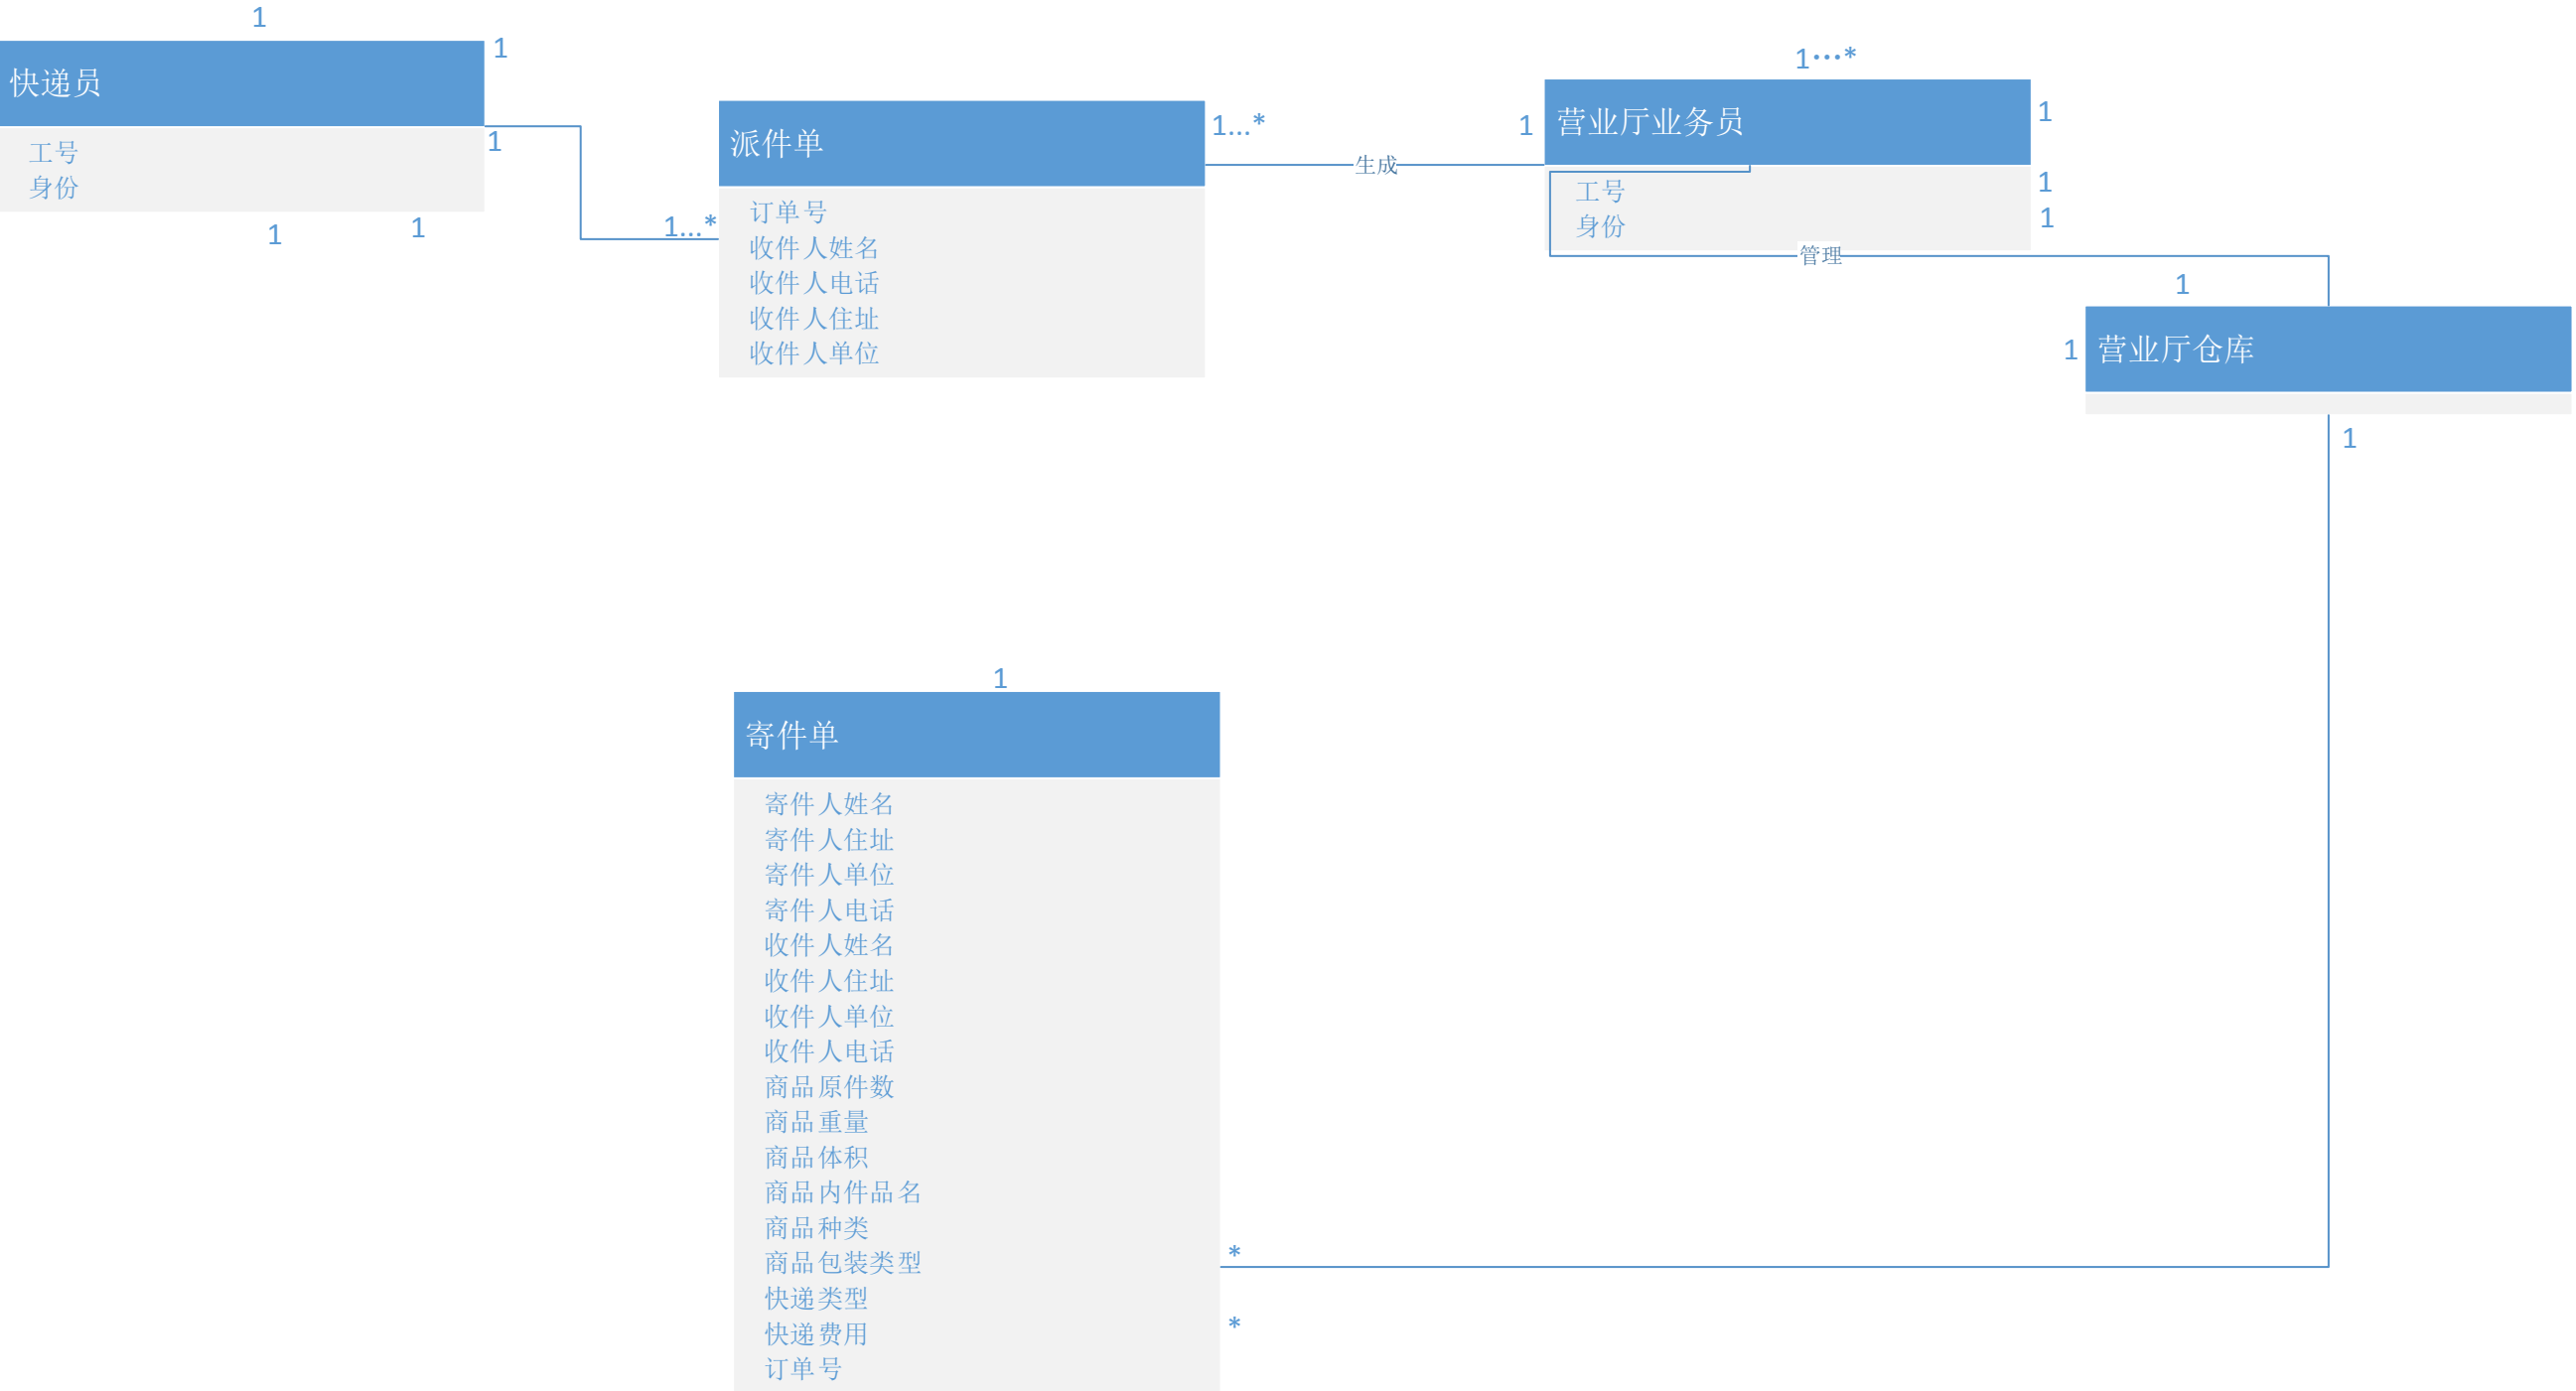 1
1
快递员
1
工号
身份
1
1
派件单
1...*
1...*
订单号
收件人姓名
收件人电话
收件人住址
收件人单位
生成
1
1···*
营业厅业务员
1
工号
身份
1
1
管理
1
1
营业厅仓库
1
1
寄件单
寄件人姓名
寄件人住址
寄件人单位
寄件人电话
收件人姓名
收件人住址
收件人单位
收件人电话
商品原件数
商品重量
商品体积
商品内件品名
商品种类
商品包装类型
快递类型
快递费用
订单号
*
*